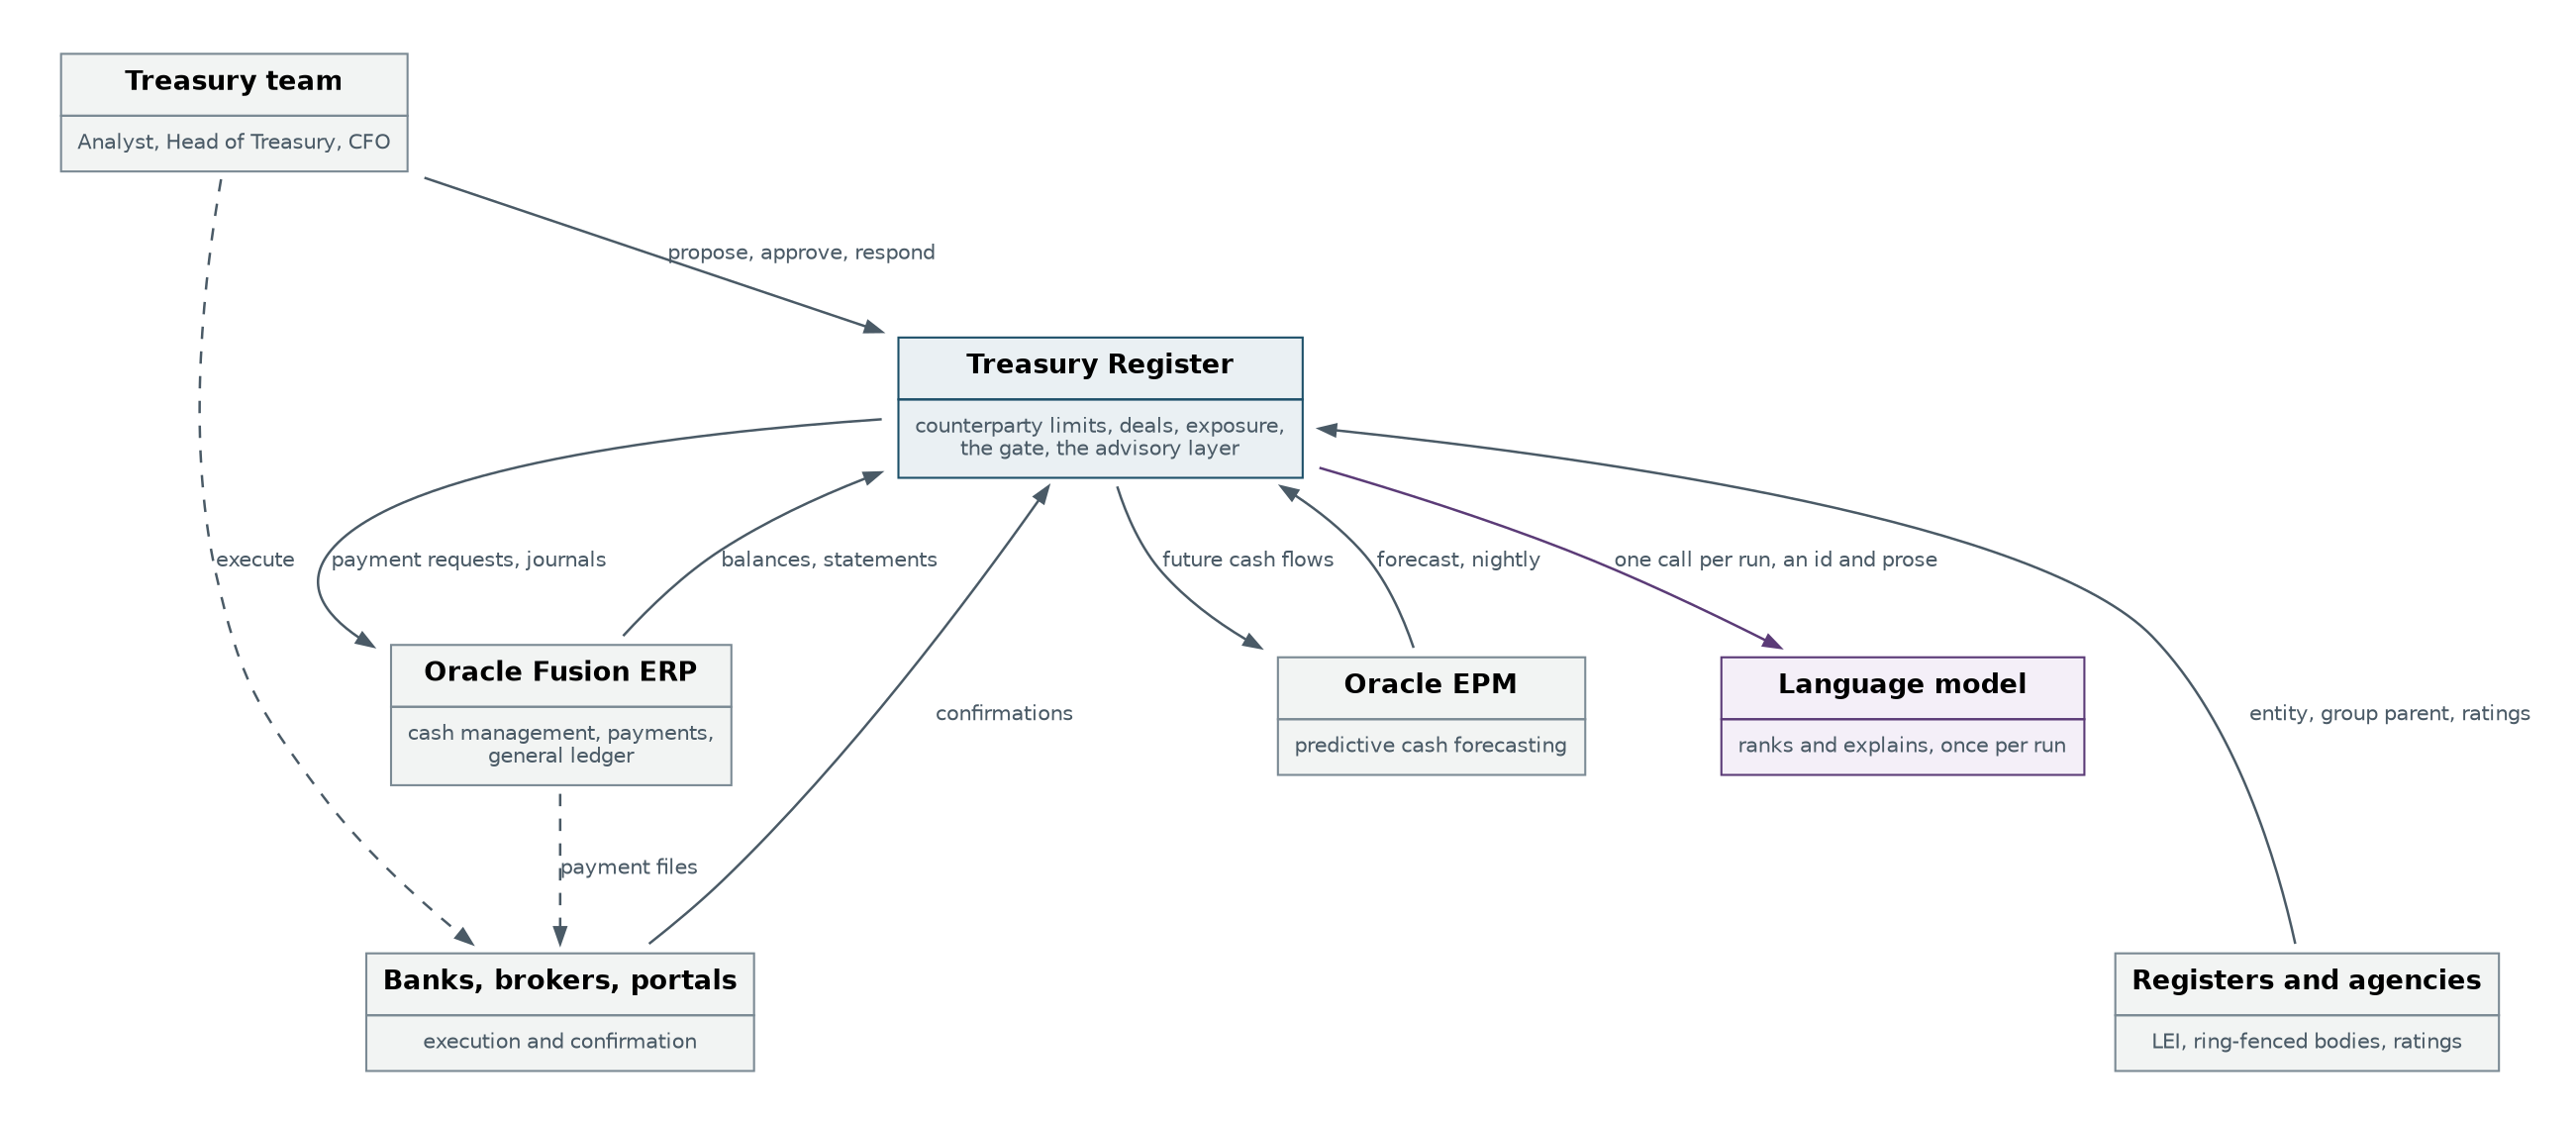 Treasury team
Analyst, Head of Treasury, CFO
propose, approve, respond
Treasury Register
counterparty limits, deals, exposure,
the gate, the advisory layer
execute
payment requests, journals
balances, statements
future cash flows
forecast, nightly
one call per run, an id and prose
Oracle Fusion ERP
cash management, payments,
general ledger
confirmations
Oracle EPM
predictive cash forecasting
Language model
ranks and explains, once per run
entity, group parent, ratings
payment files
Banks, brokers, portals
execution and confirmation
Registers and agencies
LEI, ring-fenced bodies, ratings